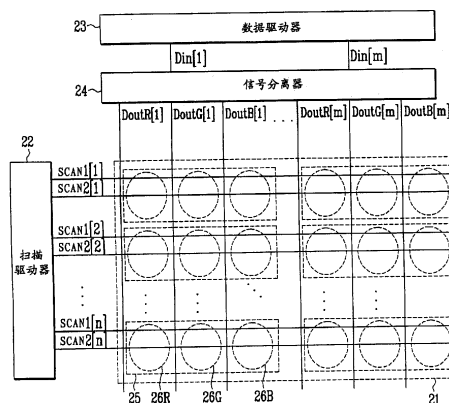 23
数据驱动器
Din[1]
Din[m]
24
信号分离器
DoutR[1]
DoutG[1]
DoutB[1]
. . .
DoutR[m]
DoutG[m]
DoutB[m]
22
扫描
驱动器
SCAN1[1]
SCAN2[1]
SCAN1[2]
SCAN2[2]
SCAN1[n]
SCAN2[n]
25
26R
26G
26B
21